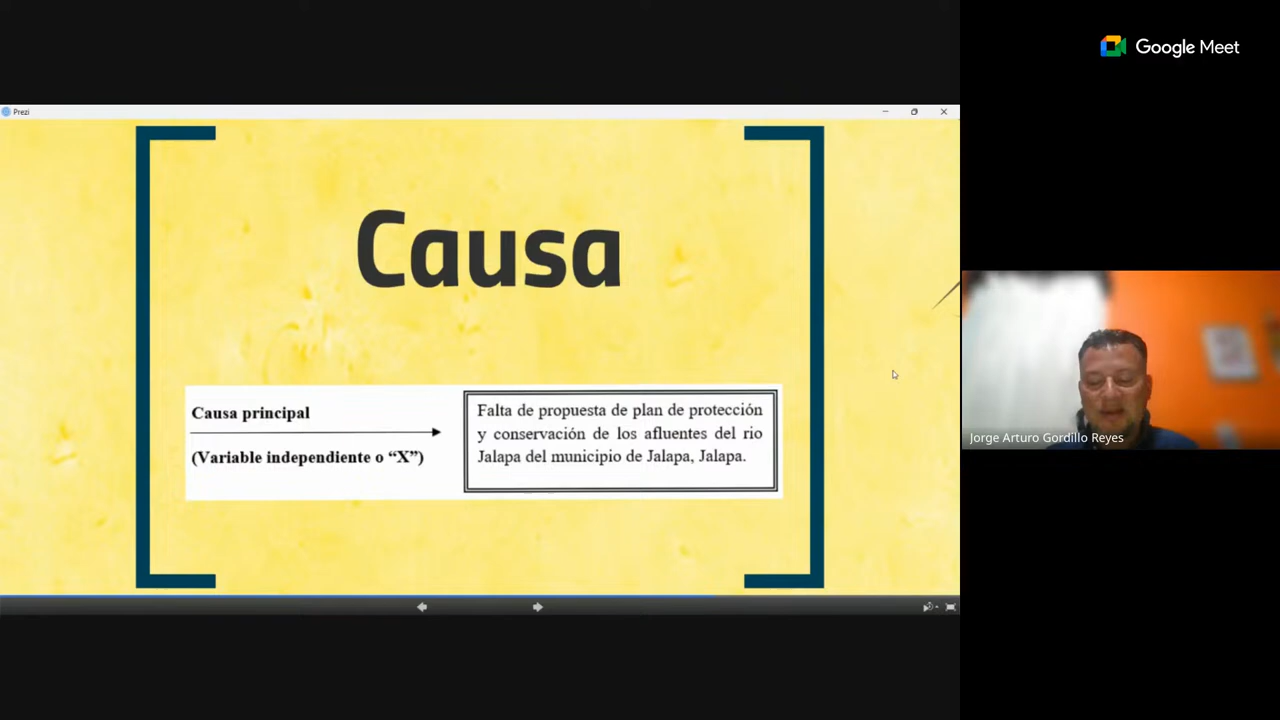 Google Meet
Prezi
Causa
Causa principal
(Variable independiente o “X”)
Falta de propuesta de plan de protección
y conservación de los afluentes del rio
Jalapa del municipio de Jalapa, Jalapa.
Jorge Arturo Gordillo Reyes